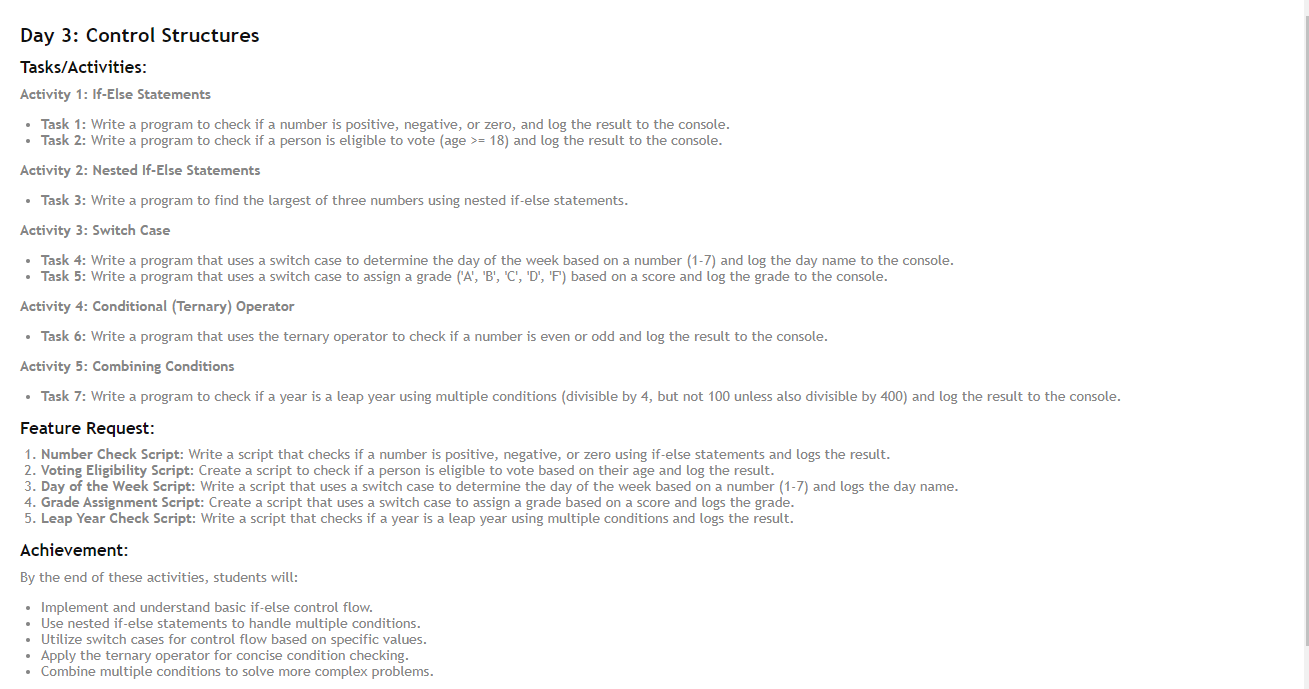 Day 3: Control Structures
Tasks/Activities:
Activity 1: If-Else Statements
• Task 1: Write a program to check if a number is positive, negative, or zero, and log the result to the console.
• Task 2: Write a program to check if a person is eligible to vote (age >= 18) and log the result to the console.
Activity 2: Nested If-Else Statements
• Task 3: Write a program to find the largest of three numbers using nested if-else statements.
Activity 3: Switch Case
• Task 4: Write a program that uses a switch case to determine the day of the week based on a number (1-7) and log the day name to the console.
• Task 5: Write a program that uses a switch case to assign a grade ('A', 'B', 'C', 'D', 'F') based on a score and log the grade to the console.
Activity 4: Conditional (Ternary) Operator
• Task 6: Write a program that uses the ternary operator to check if a number is even or odd and log the result to the console.
Activity 5: Combining Conditions
• Task 7: Write a program to check if a year is a leap year using multiple conditions (divisible by 4, but not 100 unless also divisible by 400) and log the result to the console.
Feature Request:
1. Number Check Script: Write a script that checks if a number is positive, negative, or zero using if-else statements and logs the result.
2. Voting Eligibility Script: Create a script to check if a person is eligible to vote based on their age and log the result.
3. Day of the Week Script: Write a script that uses a switch case to determine the day of the week based on a number (1-7) and logs the day name.
4. Grade Assignment Script: Create a script that uses a switch case to assign a grade based on a score and logs the grade.
5. Leap Year Check Script: Write a script that checks if a year is a leap year using multiple conditions and logs the result.
Achievement:
By the end of these activities, students will:
• Implement and understand basic if-else control flow.
• Use nested if-else statements to handle multiple conditions.
• Utilize switch cases for control flow based on specific values.
• Apply the ternary operator for concise condition checking.
• Combine multiple conditions to solve more complex problems.